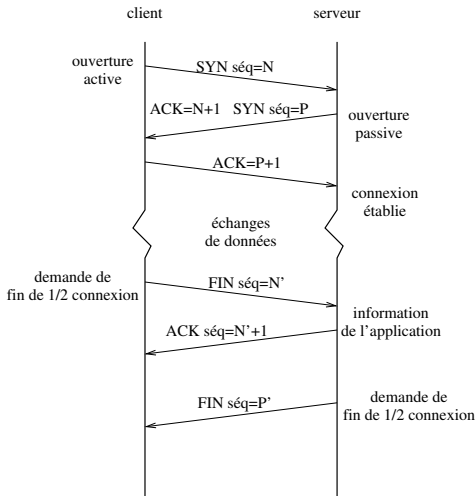 client
serveur
ouverture
active
SYN séq=N
ACK=N+1 SYN séq=P
ouverture
passive
ACK=P+1
connexion
établie
échanges
de données
demande de
fin de 1/2 connexion
FIN séq=N'
information
de l'application
ACK séq=N'+1
demande de
fin de 1/2 connexion
FIN séq=P'